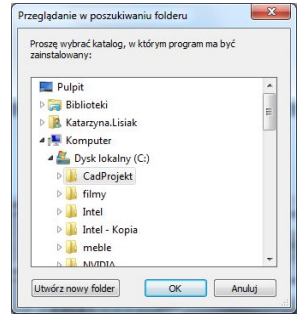 Przeglądanie w poszukiwaniu folderu
Proszę wybrać katalog, w którym program ma być
zainstalowany:
Pulpit
Biblioteki
Katarzyna.Lisiak
Komputer
Dysk lokalny (C:)
CadProjekt
filmy
Intel
Intel - Kopia
meble
NVIDIA
Utwórz nowy folder
OK
Anuluj